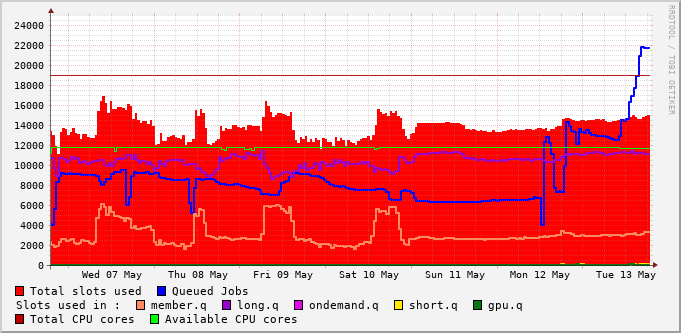 RRDTOOL / TOBI OETIKER
24000
22000
20000
18000
16000
14000
12000
10000
8000
6000
4000
2000
0
Wed 07 May Thu 08 May Fri 09 May Sat 10 May Sun 11 May Mon 12 May Tue 13 May
Total slots used Queued Jobs
Slots used in : member.q long.q ondemand.q short.q gpu.q
Total CPU cores Available CPU cores